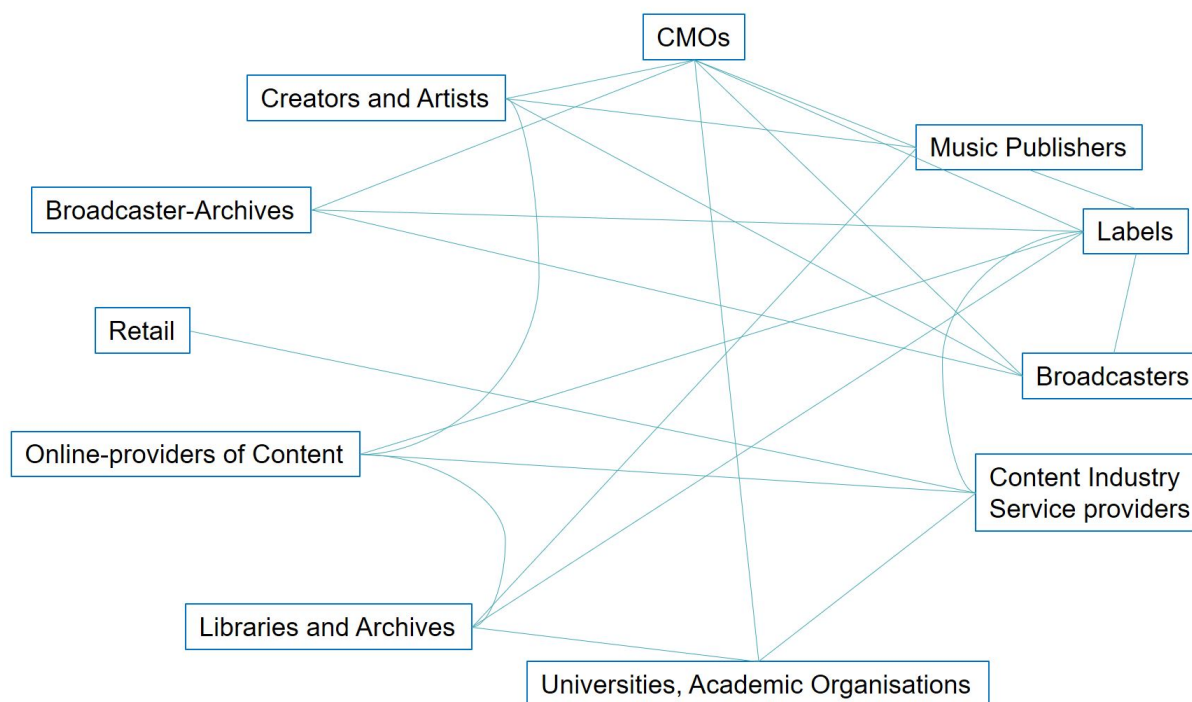 CMOs
Creators and Artists
Music Publishers
Broadcaster-Archives
Labels
Retail
Broadcasters
Online-providers of Content
Content Industry
Service providers
Libraries and Archives
Universities, Academic Organisations